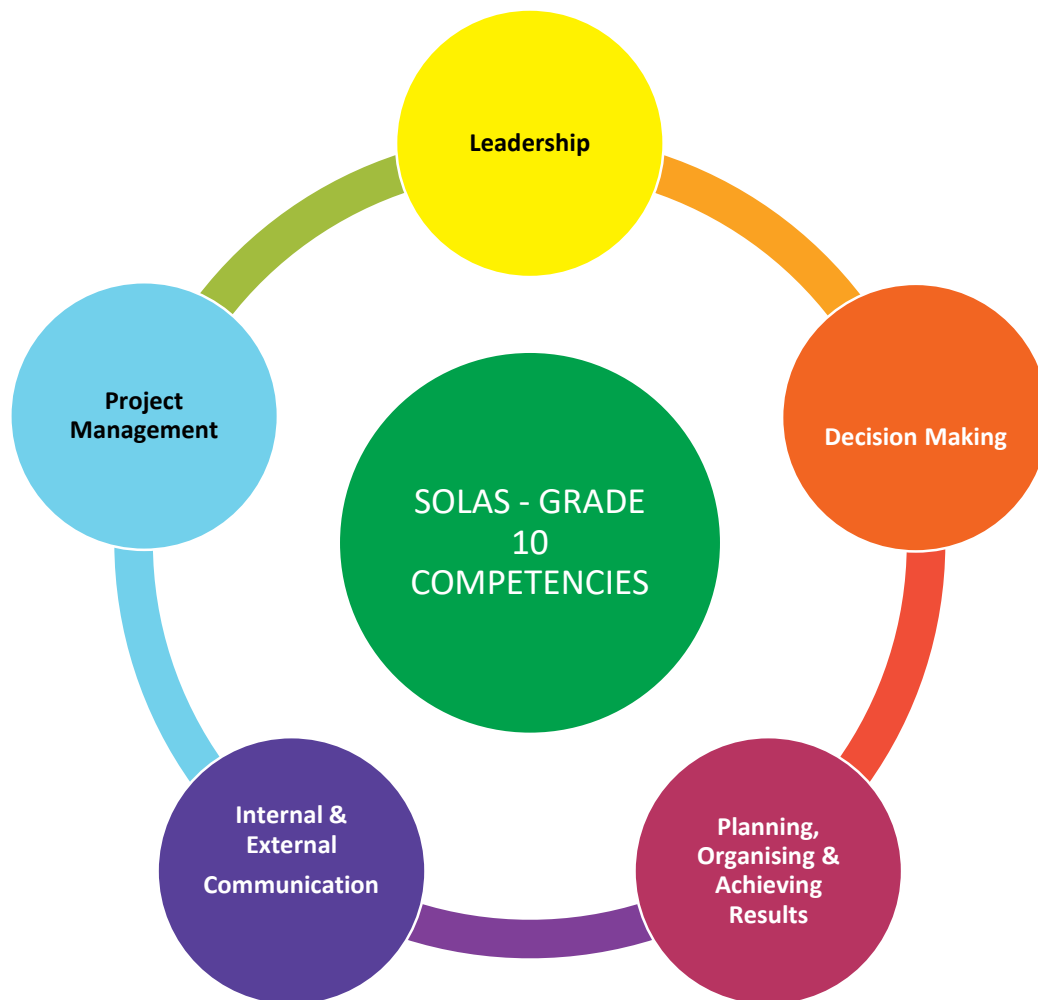 Leadership
Decision Making
Planning,
Organising &
Achieving
Results
Internal &
External
Communication
Project
Management
SOLAS - GRADE
10
COMPETENCIES